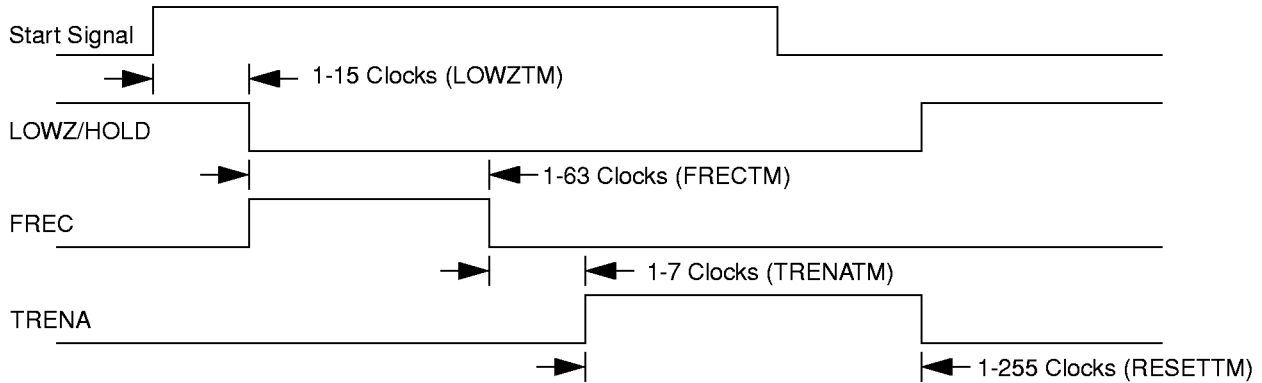 Start Signal
1-15 Clocks (LOWZTM)
LOWZ/HOLD
1-63 Clocks (FRECTM)
FREC
1-7 Clocks (TRENATM)
TRENA
1-255 Clocks (RESETTM)